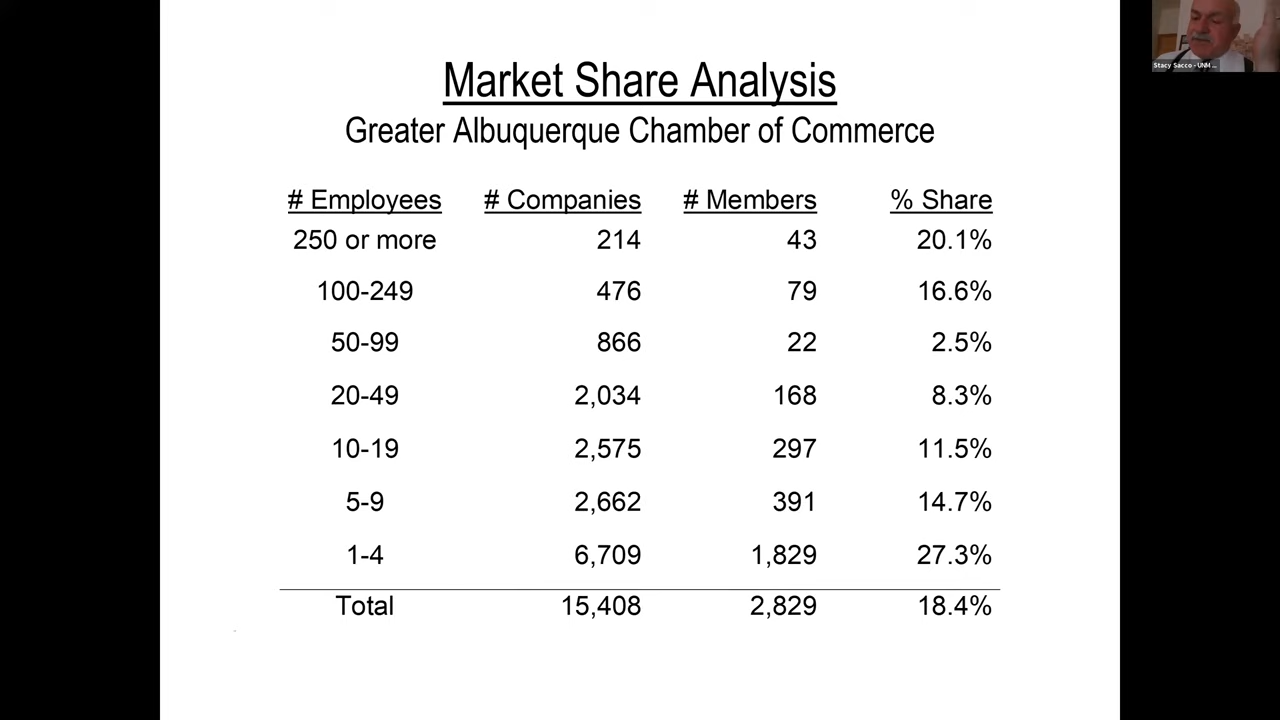 Market Share Analysis
Greater Albuquerque Chamber of Commerce
# Employees # Companies # Members % Share
250 or more 214 43 20.1%
100-249 476 79 16.6%
50-99 866 22 2.5%
20-49 2,034 168 8.3%
10-19 2,575 297 11.5%
5-9 2,662 391 14.7%
1-4 6,709 1,829 27.3%
Total 15,408 2,829 18.4%
Stacy Sacco - UNM ...